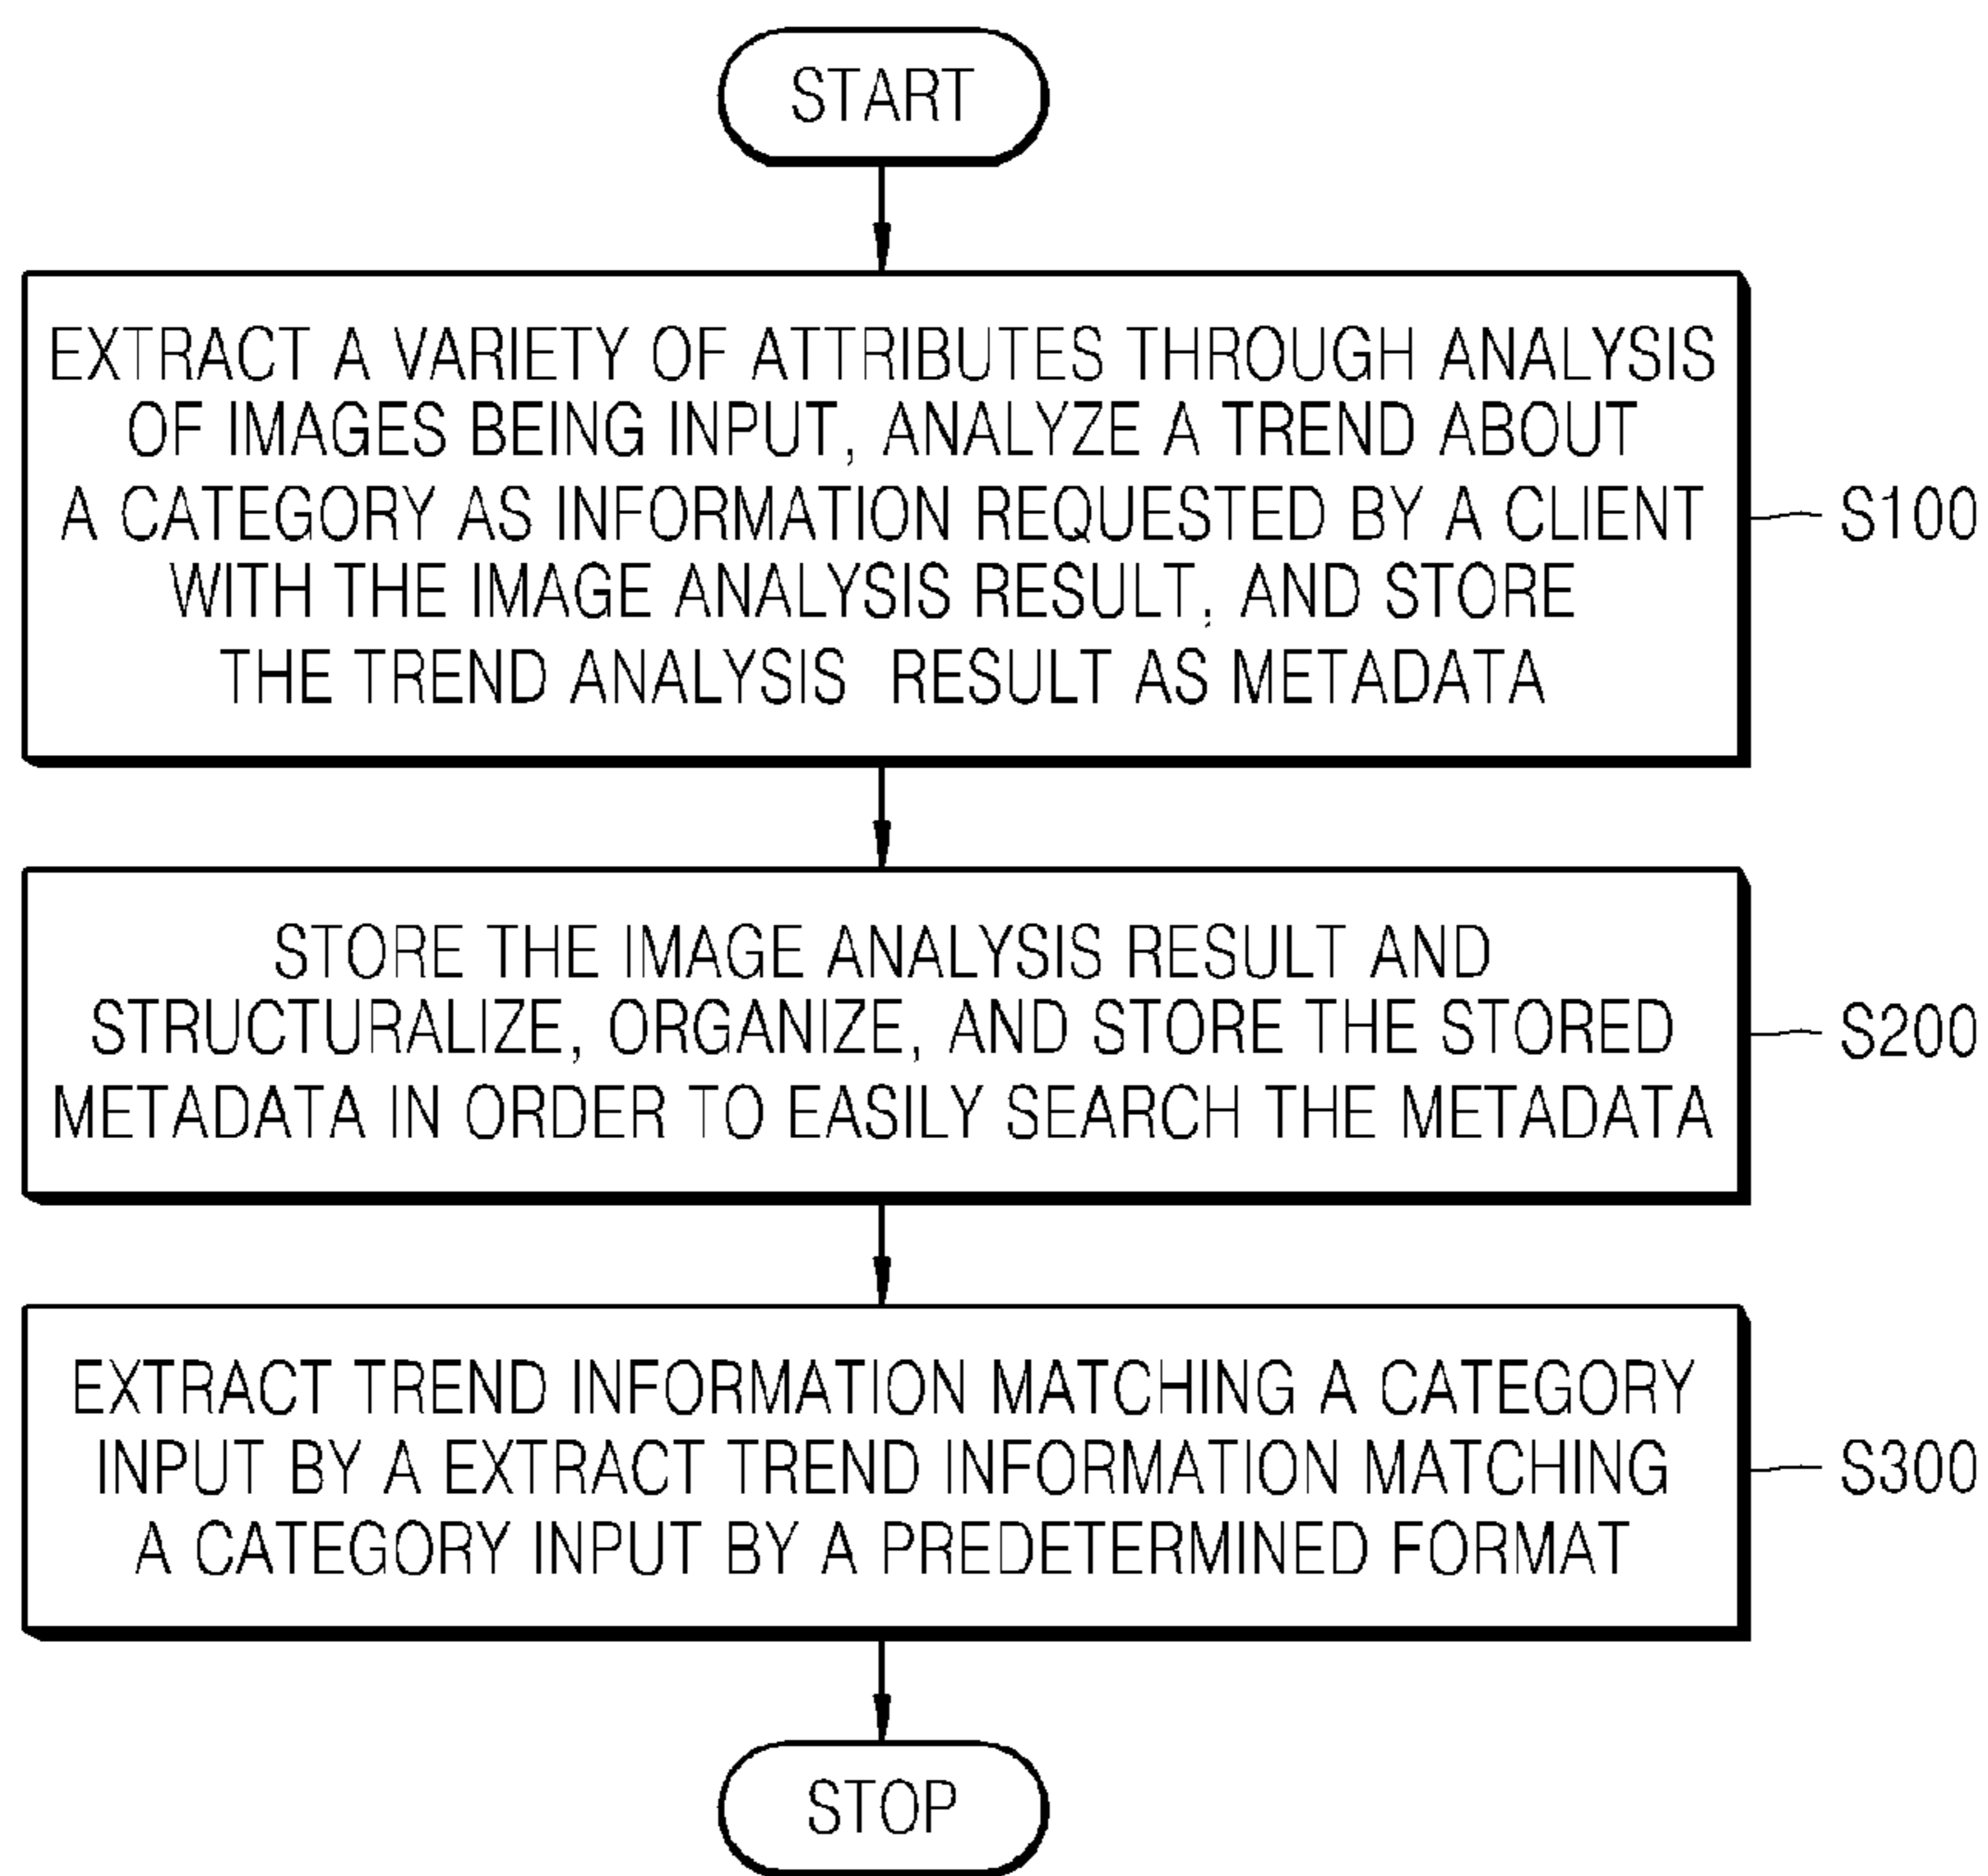 START
EXTRACT A VARIETY OF ATTRIBUTES THROUGH ANALYSIS
OF IMAGES BEING INPUT, ANALYZE A TREND ABOUT
A CATEGORY AS INFORMATION REQUESTED BY A CLIENT
WITH THE IMAGE ANALYSIS RESULT, AND STORE
THE TREND ANALYSIS RESULT AS METADATA
S100
STORE THE IMAGE ANALYSIS RESULT AND
STRUCTURALIZE, ORGANIZE, AND STORE THE STORED
METADATA IN ORDER TO EASILY SEARCH THE METADATA
S200
EXTRACT TREND INFORMATION MATCHING A CATEGORY
INPUT BY A EXTRACT TREND INFORMATION MATCHING
A CATEGORY INPUT BY A PREDETERMINED FORMAT
S300
STOP